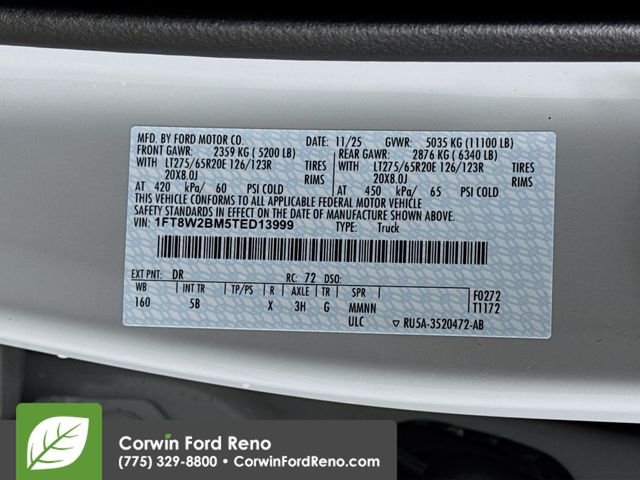 MFD. BY FORD MOTOR CO. DATE: 11/25 GVWR: 5035 KG (11100 LB)
FRONT GAWR: 2359 KG ( 5200 LB) REAR GAWR: 2876 KG ( 6340 LB)
WITH LT275/65R20E 126/123R TIRES WITH LT275/65R20E 126/123R TIRES
20X8.0J RIMS 20X8.0J RIMS
AT 420 kPa/ 60 PSI COLD AT 450 kPa/ 65 PSI COLD
THIS VEHICLE CONFORMS TO ALL APPLICABLE FEDERAL MOTOR VEHICLE
SAFETY STANDARDS IN EFFECT ON THE DATE OF MANUFACTURE SHOWN ABOVE.
VIN: 1FT8W2BM5TED13999 TYPE: Truck
EXT PNT: DR RC: 72 DSO:
WB INT TR TP/PS R AXLE TR SPR F0272
160 5B X 3H G MMNN T1172
ULC RU5A-3520472-AB
Corwin Ford Reno
(775) 329-8800 • CorwinFordReno.com